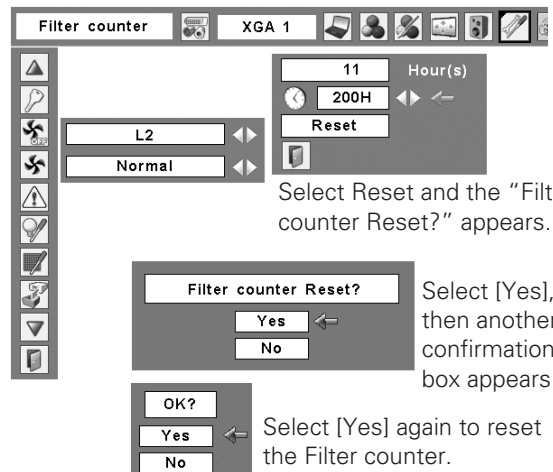 Filter counter XGA 1
11 Hour(s)
200H
Reset
OFF
L2
Normal
Select Reset and the “Filt
counter Reset?” appears.
Filter counter Reset?
Yes
No
Select [Yes],
then another
confirmation
box appears
OK?
Yes
No
Select [Yes] again to reset
the Filter counter.